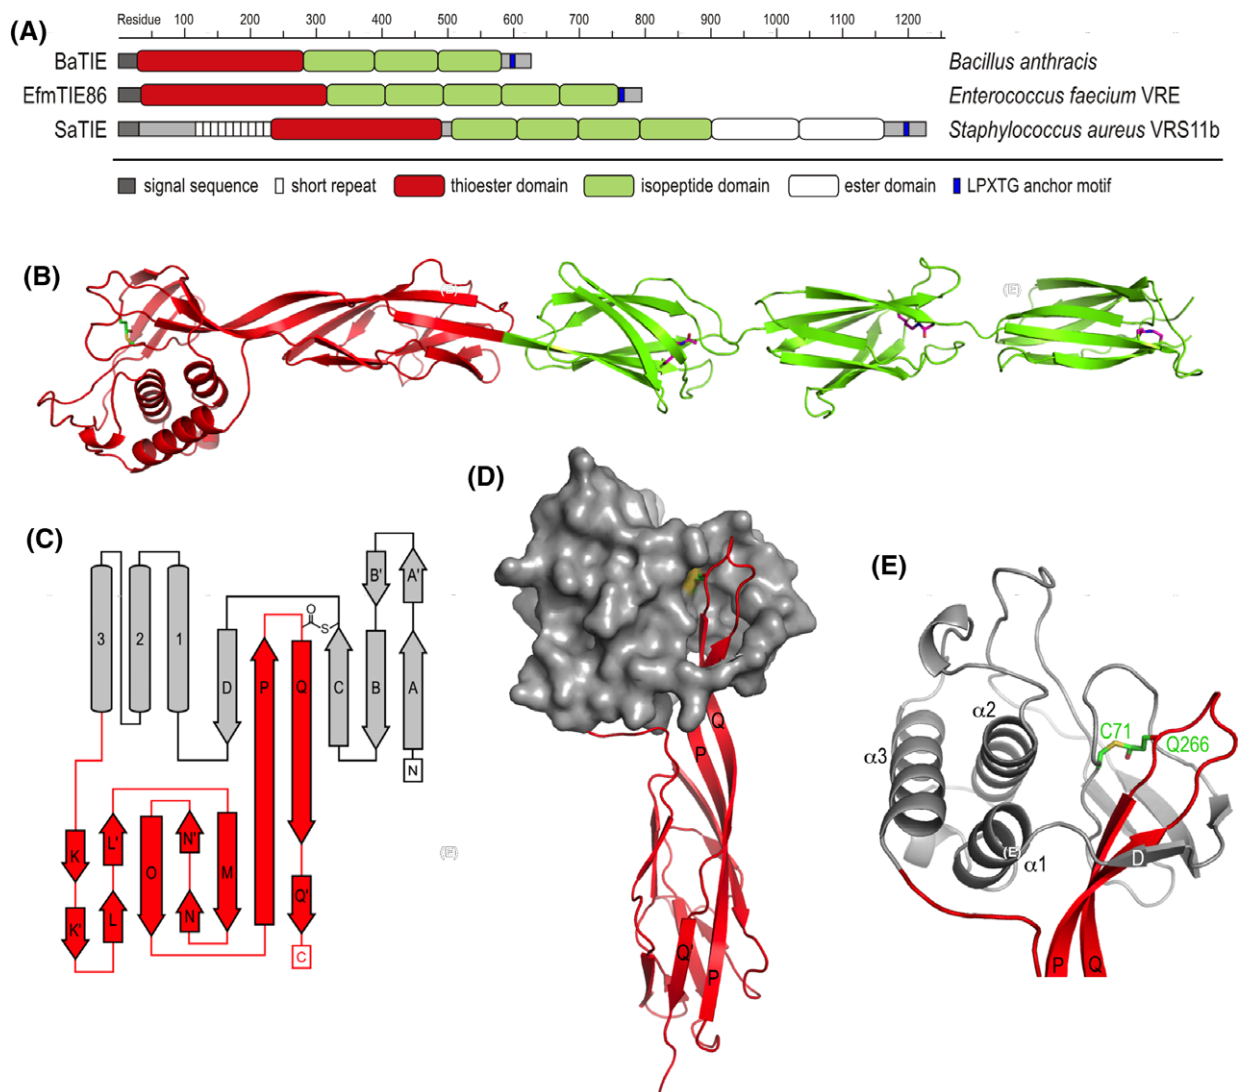 (A)
Residue 100 200 300 400 500 600 700 800 900 1000 1100 1200
BaTIE Bacillus anthracis
EfmTIE86 Enterococcus faecium VRE
SaTIE Staphylococcus aureus VRS11b
signal sequence short repeat thioester domain isopeptide domain ester domain LPXTG anchor motif
(B)
(E) (E)
(D)
(C)
B' A'
O
S
3 2 1 D P Q C B A
N
K L' O N' M
K' L N Q'
C
(E)
Q
P
Q' P
(E)
α2
C71
Q266
α3
(E) α1 D
P Q